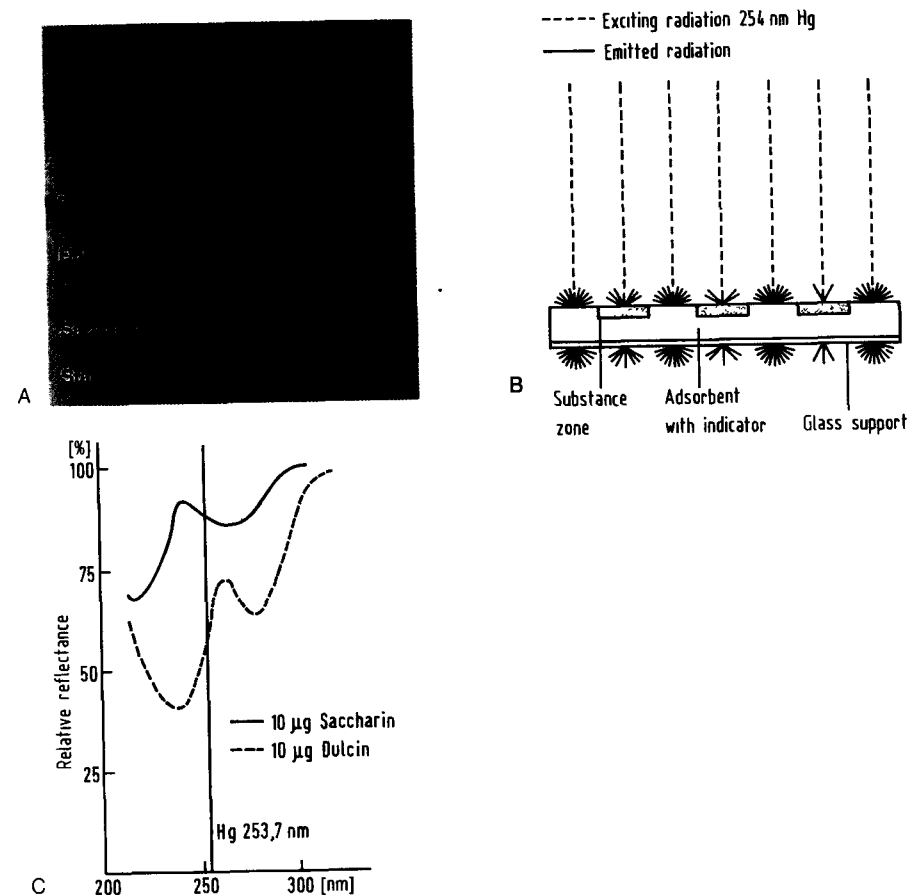 Exciting radiation 254 nm Hg
Emitted radiation
A
B
Substance
zone
Adsorbent
with indicator
Glass support
[%]
100
75
50
25
Relative reflectance
10 µg Saccharin
10 µg Dulcin
Hg 253,7 nm
200
250
300 [nm]
C